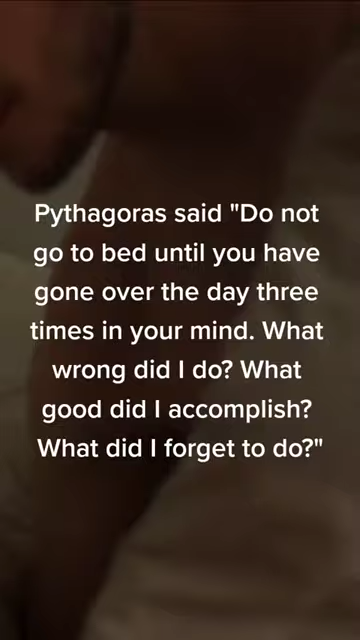 Pythagoras said "Do not
go to bed until you have
gone over the day three
times in your mind. What
wrong did I do? What
good did I accomplish?
What did I forget to do?"